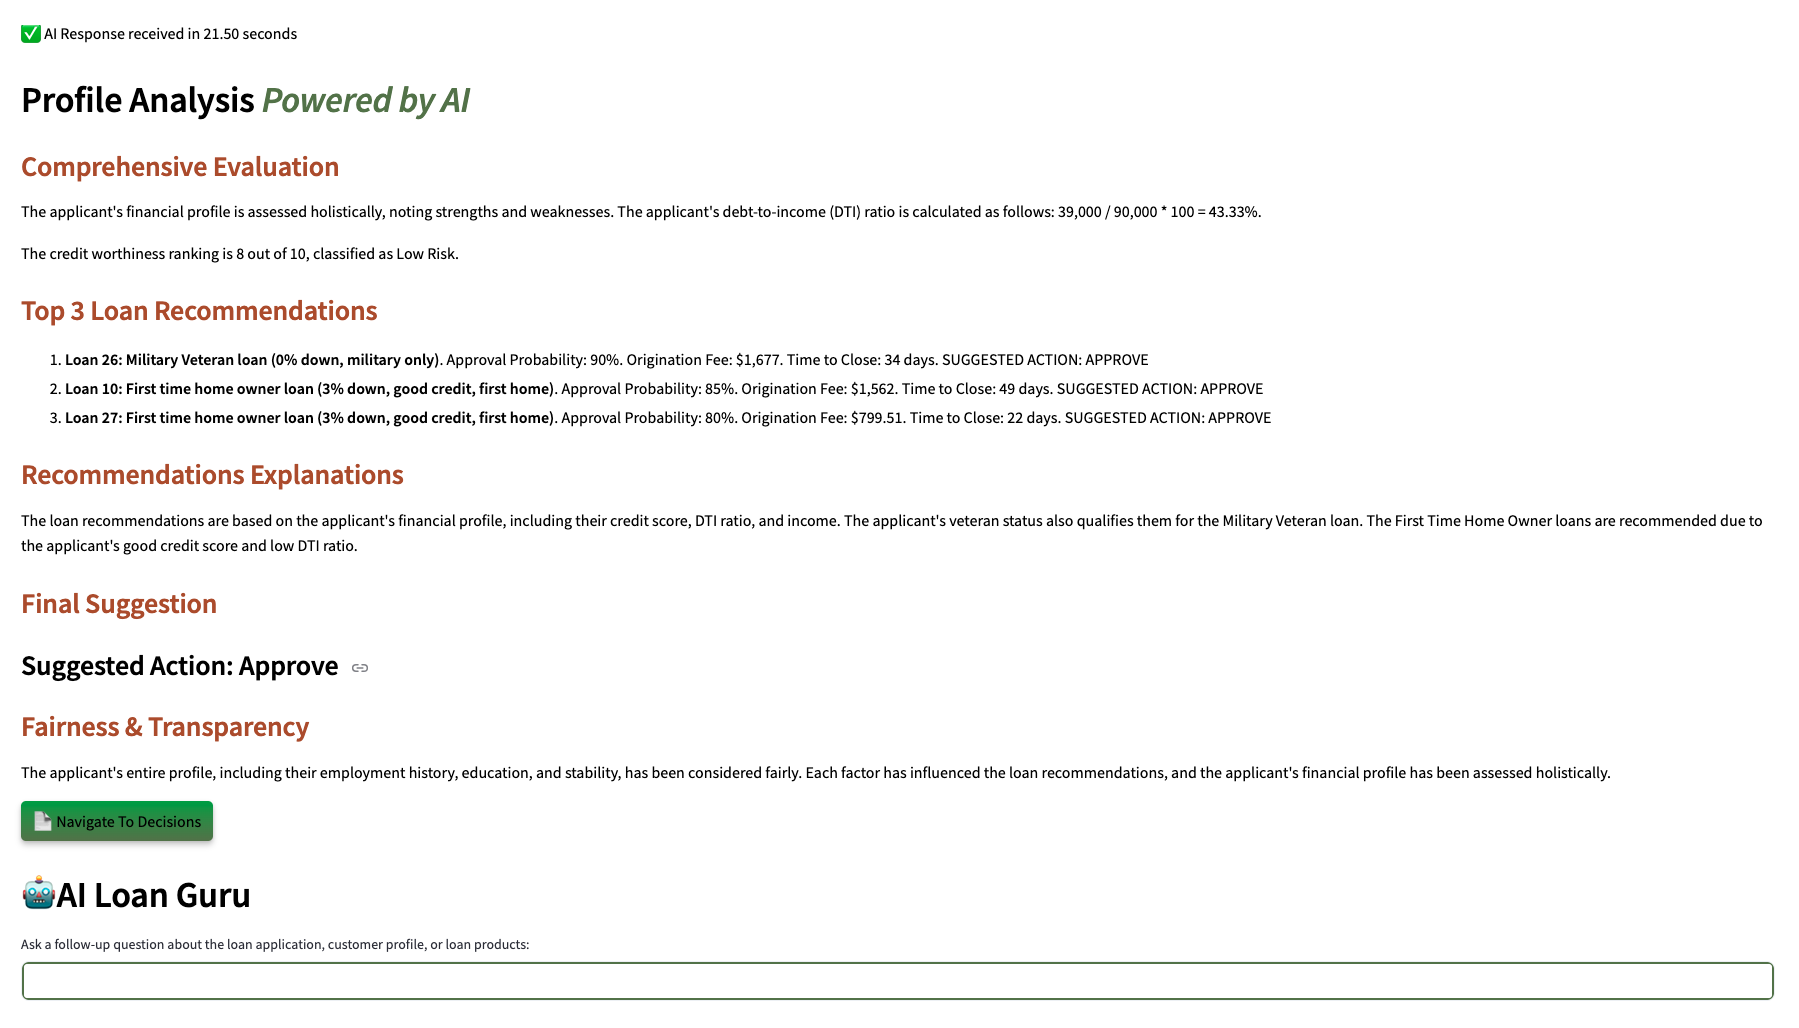 ✅ AI Response received in 21.50 seconds
Profile Analysis Powered by AI
Comprehensive Evaluation
The applicant's financial profile is assessed holistically, noting strengths and weaknesses. The applicant's debt-to-income (DTI) ratio is calculated as follows: 39,000 / 90,000 * 100 = 43.33%.
The credit worthiness ranking is 8 out of 10, classified as Low Risk.
Top 3 Loan Recommendations
1. Loan 26: Military Veteran loan (0% down, military only). Approval Probability: 90%. Origination Fee: $1,677. Time to Close: 34 days. SUGGESTED ACTION: APPROVE
2. Loan 10: First time home owner loan (3% down, good credit, first home). Approval Probability: 85%. Origination Fee: $1,562. Time to Close: 49 days. SUGGESTED ACTION: APPROVE
3. Loan 27: First time home owner loan (3% down, good credit, first home). Approval Probability: 80%. Origination Fee: $799.51. Time to Close: 22 days. SUGGESTED ACTION: APPROVE
Recommendations Explanations
The loan recommendations are based on the applicant's financial profile, including their credit score, DTI ratio, and income. The applicant's veteran status also qualifies them for the Military Veteran loan. The First Time Home Owner loans are recommended due to
the applicant's good credit score and low DTI ratio.
Final Suggestion
Suggested Action: Approve
Fairness & Transparency
The applicant's entire profile, including their employment history, education, and stability, has been considered fairly. Each factor has influenced the loan recommendations, and the applicant's financial profile has been assessed holistically.
Navigate To Decisions
🤖AI Loan Guru
Ask a follow-up question about the loan application, customer profile, or loan products: